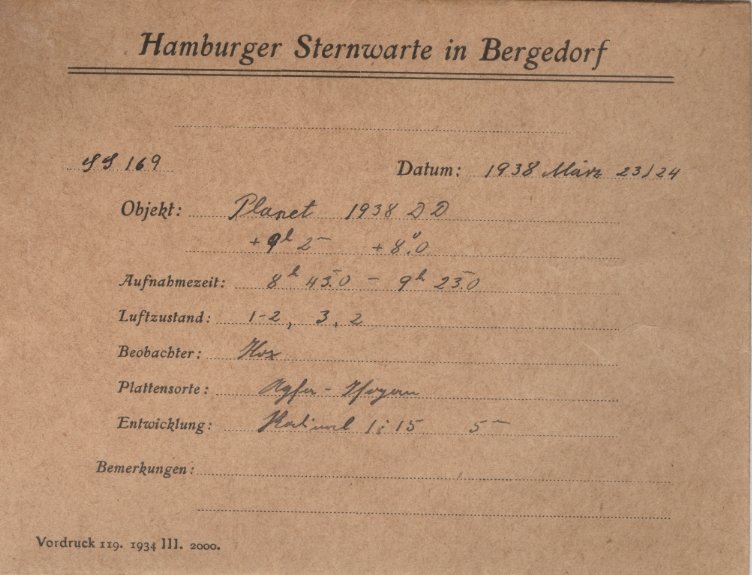 Hamburger Sternwarte in Bergedorf
SS 169 Datum: 1938 März 23/24
Objekt: Planet 1938 DD
+ 9h 2m + 8°.0
Aufnahmezeit: 8h 43m.0 – 9h 23m.0
Luftzustand: 1-2, 3, 2
Beobachter:
Plattensorte: Agfa -
Entwicklung: Rodinal 1:15 5m
Bemerkungen:
Vordruck 119. 1934 III. 2000.